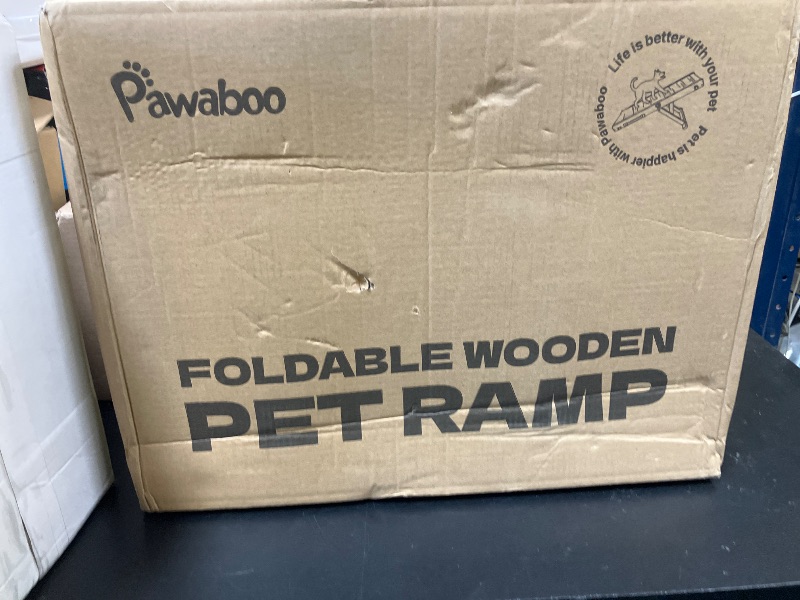 Pawaboo
Life is better with your pet
Pet is happier with Pawaboo
FOLDABLE WOODEN
PET RAMP